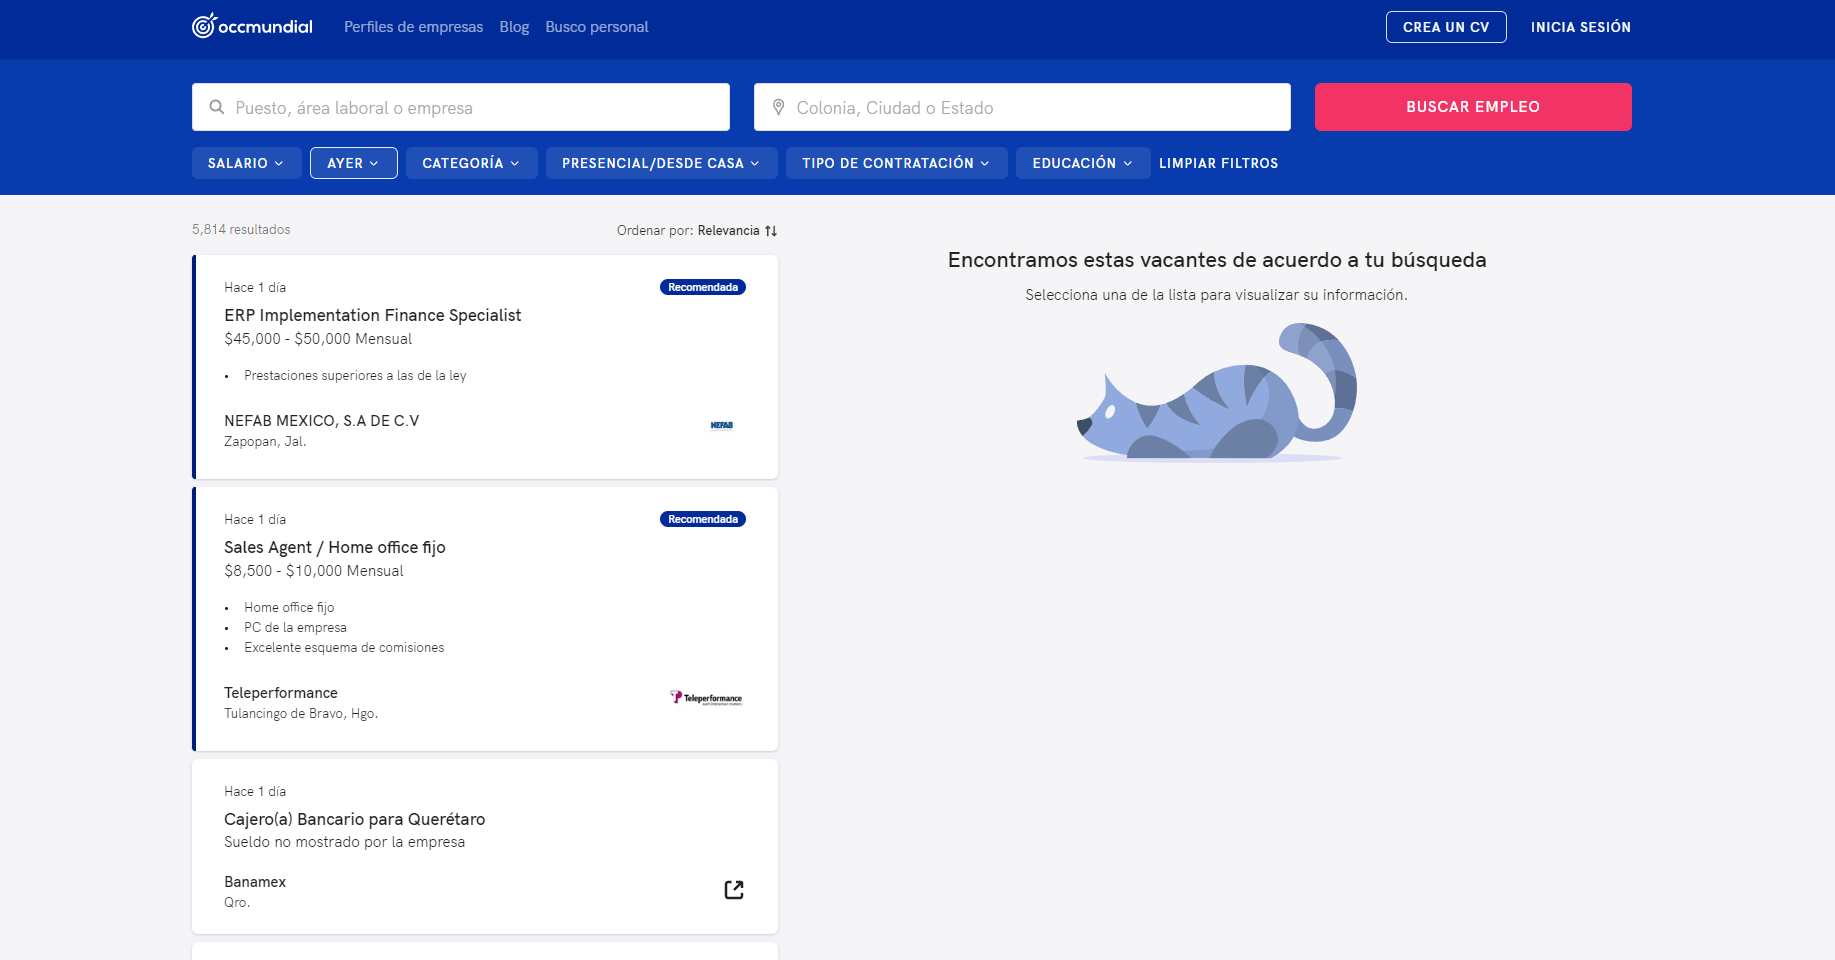 occmundial
Perfiles de empresas Blog Busco personal
CREA UN CV INICIA SESIÓN
Puesto, área laboral o empresa
Colonia, Ciudad o Estado
BUSCAR EMPLEO
SALARIO AYER CATEGORÍA PRESENCIAL/DESDE CASA TIPO DE CONTRATACIÓN EDUCACIÓN LIMPIAR FILTROS
5,814 resultados
Ordenar por: Relevancia
Hace 1 día
Recomendada
ERP Implementation Finance Specialist
$45,000 - $50,000 Mensual
• Prestaciones superiores a las de la ley
NEFAB MEXICO, S.A DE C.V
NEFAB
Zapopan, Jal.
Hace 1 día
Recomendada
Sales Agent / Home office fijo
$8,500 - $10,000 Mensual
• Home office fijo
• PC de la empresa
• Excelente esquema de comisiones
Teleperformance
Teleperformance
Tulancingo de Bravo, Hgo.
Hace 1 día
Cajero(a) Bancario para Querétaro
Sueldo no mostrado por la empresa
Banamex
Qro.
Encontramos estas vacantes de acuerdo a tu búsqueda
Selecciona una de la lista para visualizar su información.